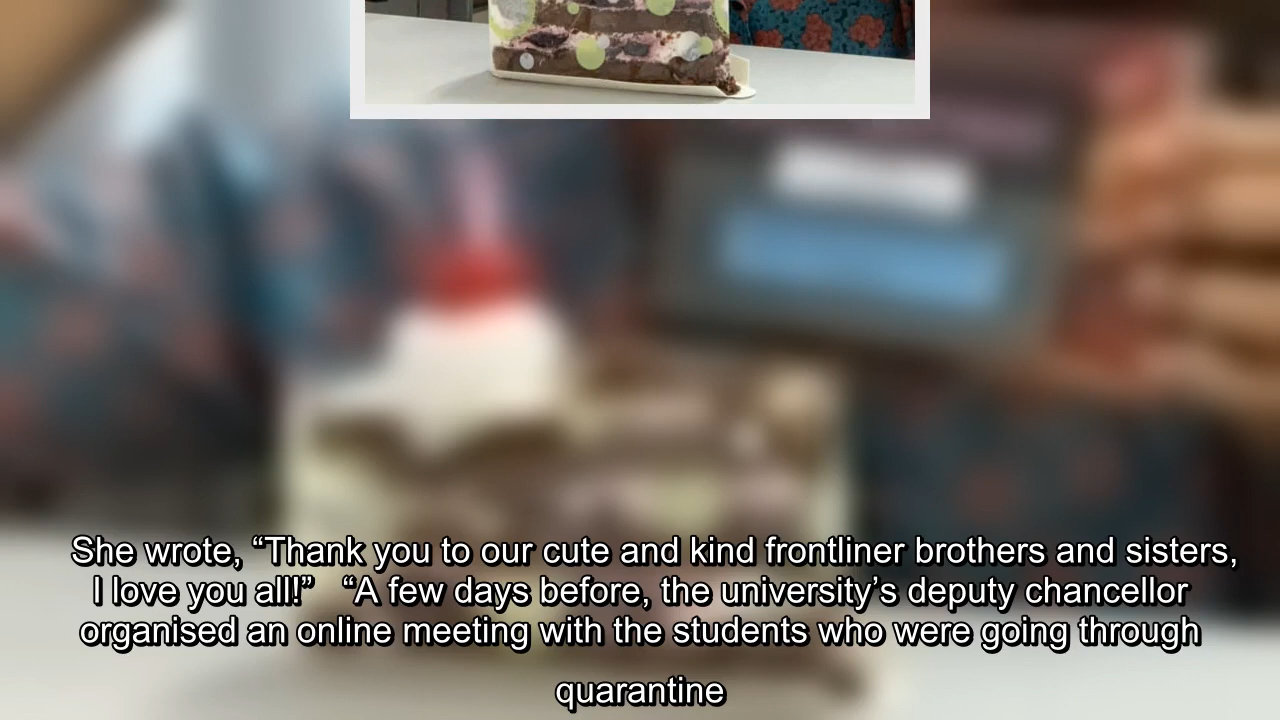 She wrote, “Thank you to our cute and kind frontliner brothers and sisters,
I love you all!” “A few days before, the university’s deputy chancellor
organised an online meeting with the students who were going through
quarantine